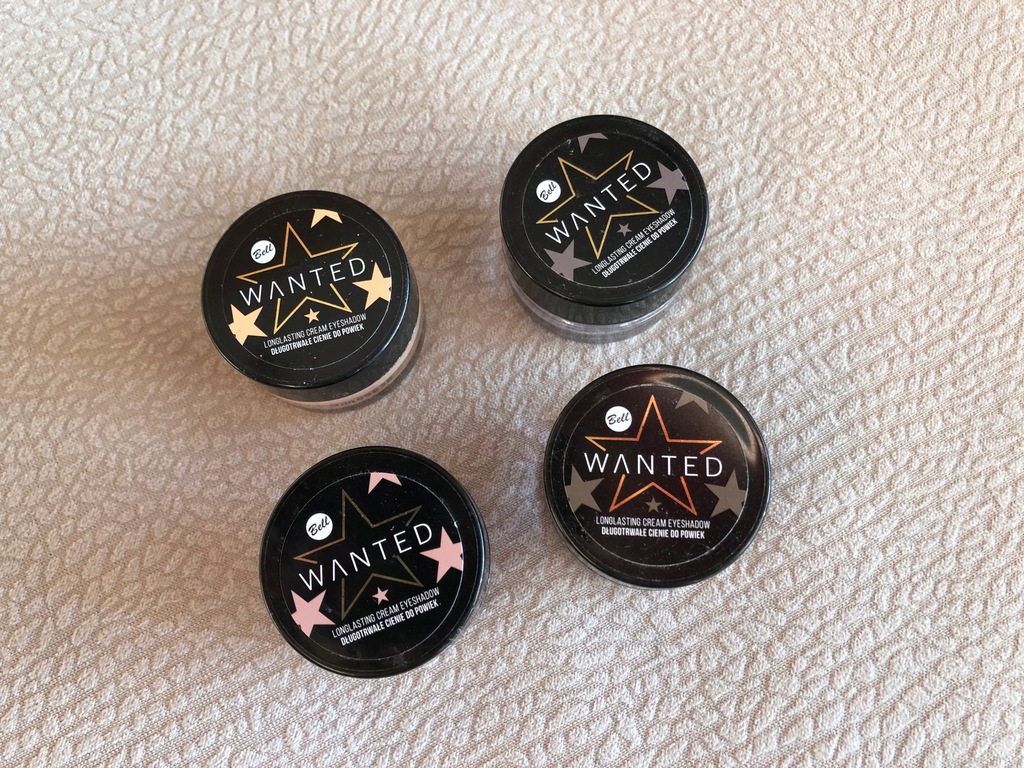 Bell
WANTED
LONGLASTING CREAM EYESHADOW
DŁUGOTRWAŁE CIENIE DO POWIEK
Bell
WANTED
LONGLASTING CREAM EYESHADOW
DŁUGOTRWAŁE CIENIE DO POWIEK
Bell
WANTED
LONGLASTING CREAM EYESHADOW
DŁUGOTRWAŁE CIENIE DO POWIEK
Bell
WANTED
LONGLASTING CREAM EYESHADOW
DŁUGOTRWAŁE CIENIE DO POWIEK